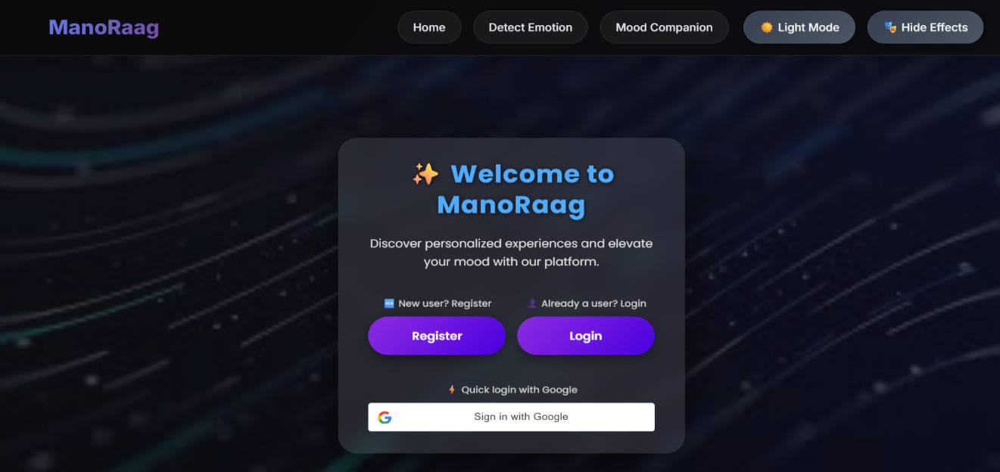 ManoRaag
Home
Detect Emotion
Mood Companion
Light Mode
Hide Effects
Welcome to
ManoRaag
Discover personalized experiences and elevate
your mood with our platform.
NEW New user? Register
Already a user? Login
Register
Login
Quick login with Google
Sign in with Google